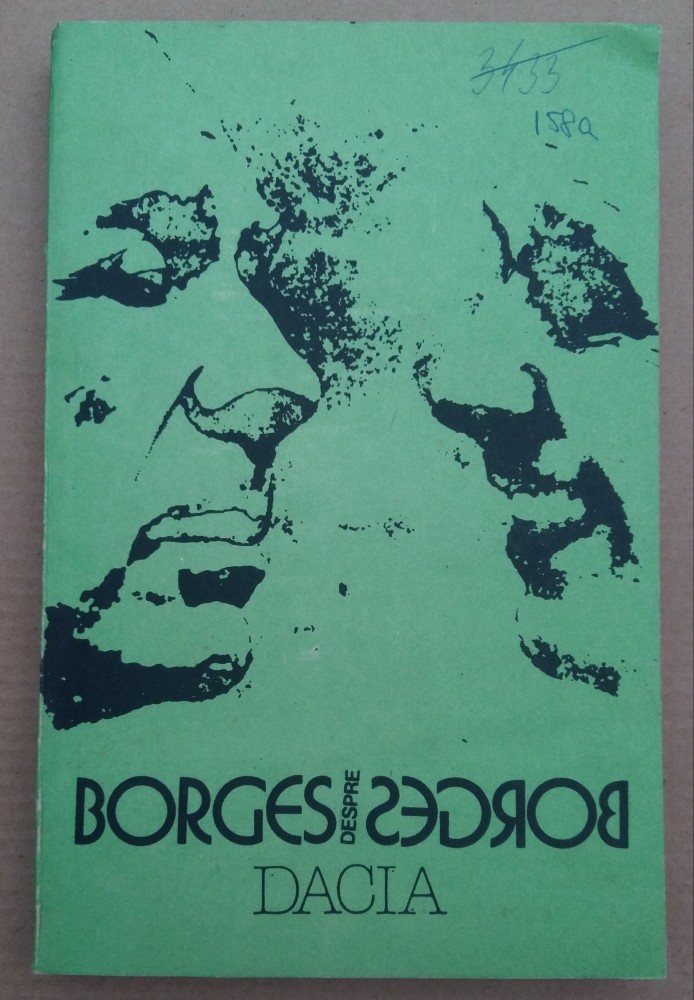 3433
158a
BORGES DESPRE BORGES
DACIA